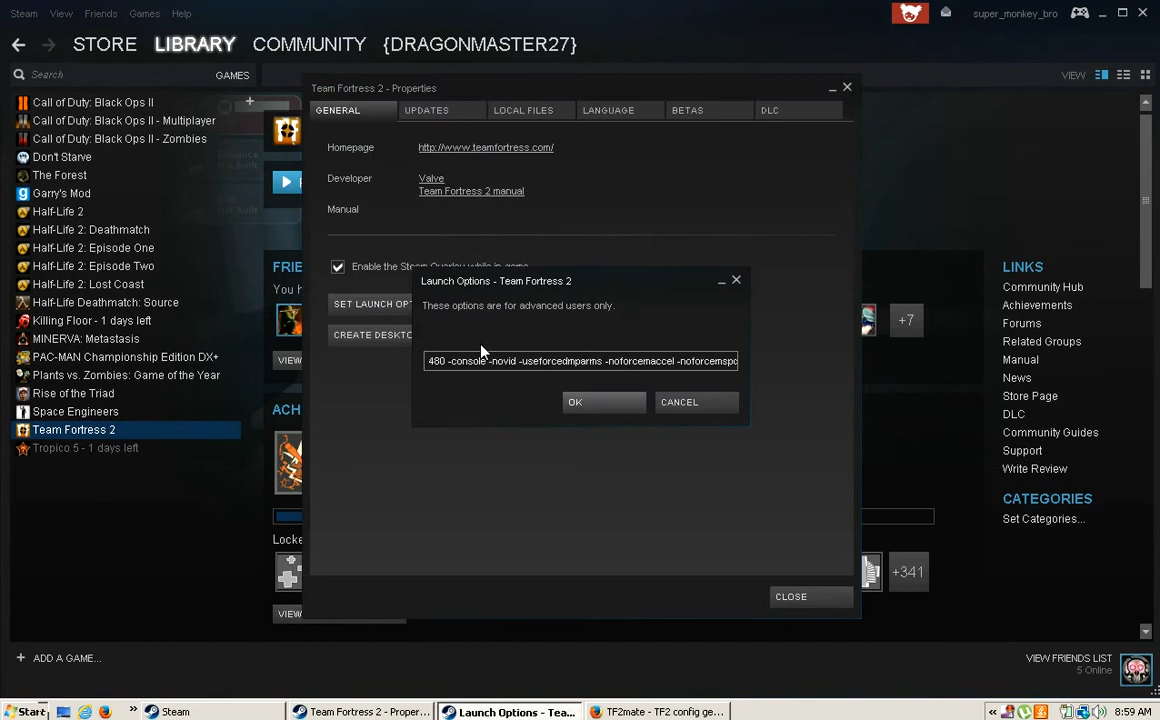 Steam View Friends Games Help
super_monkey_bro
STORE LIBRARY COMMUNITY {DRAGONMASTER27}
Search GAMES
VIEW
Call of Duty: Black Ops II
Call of Duty: Black Ops II - Multiplayer
Call of Duty: Black Ops II - Zombies
Don't Starve
The Forest
Garry's Mod
Half-Life 2
Half-Life 2: Deathmatch
Half-Life 2: Episode One
Half-Life 2: Episode Two
Half-Life 2: Lost Coast
Half-Life Deathmatch: Source
Killing Floor - 1 days left
MINERVA: Metastasis
PAC-MAN Championship Edition DX+
Plants vs. Zombies: Game of the Year
Rise of the Triad
Space Engineers
Team Fortress 2
Tropico 5 - 1 days left
ADD A GAME...
Team Fortress 2 - Properties
GENERAL UPDATES LOCAL FILES LANGUAGE BETAS DLC
Homepage http://www.teamfortress.com/
Developer Valve
Team Fortress 2 manual
Manual
Enable the Steam Overlay while in-game
SET LAUNCH OPT
CREATE DESKTO
Launch Options - Team Fortress 2
These options are for advanced users only.
480 -console -novid -useforcedmparms -noforcemaccel -noforcemspd
OK CANCEL
CLOSE
FRIE
You h
+7
VIEW
ACH
Locke
+341
VIEW
LINKS
Community Hub
Achievements
Forums
Related Groups
Manual
News
Store Page
DLC
Community Guides
Support
Write Review
CATEGORIES
Set Categories...
VIEW FRIENDS LIST
5 Online
Start Steam Team Fortress 2 - Proper... Launch Options - Tea... TF2mate - TF2 config ge... 8:59 AM